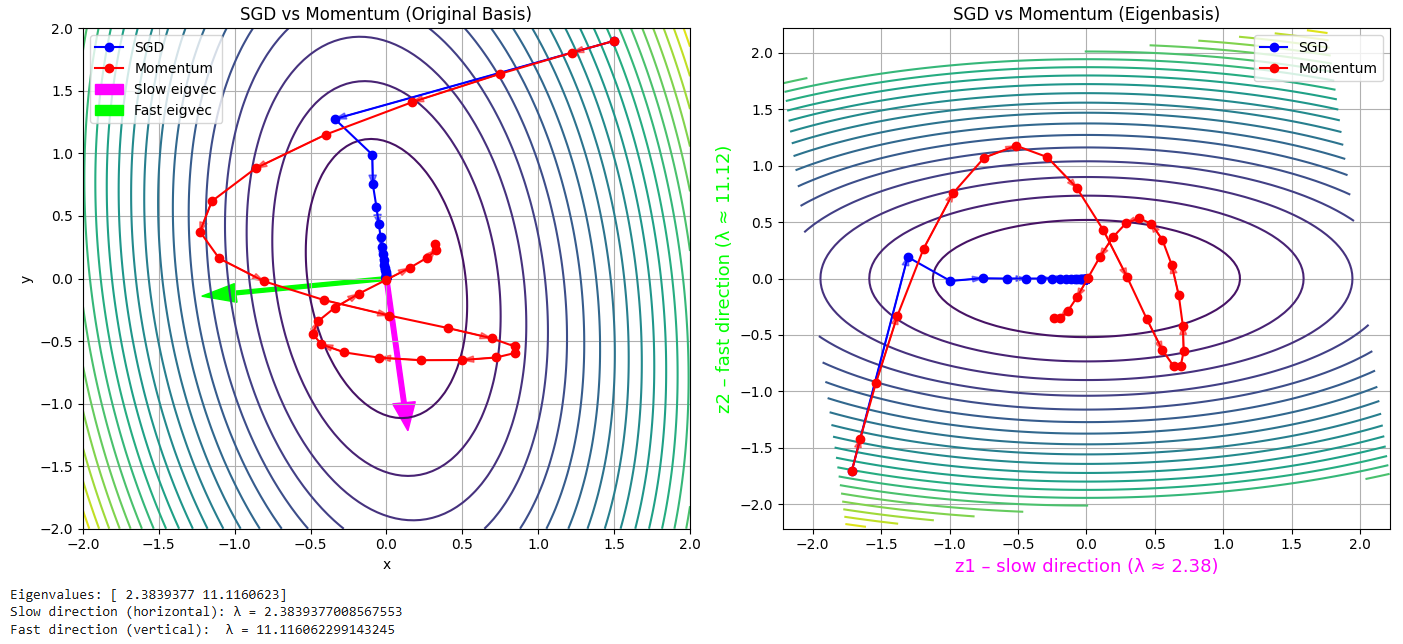 SGD vs Momentum (Original Basis)
SGD
Momentum
Slow eigvec
Fast eigvec
2.0
1.5
1.0
0.5
0.0
−0.5
−1.0
−1.5
−2.0
y
−2.0 −1.5 −1.0 −0.5 0.0 0.5 1.0 1.5 2.0
x
SGD vs Momentum (Eigenbasis)
SGD
Momentum
2.0
1.5
1.0
0.5
0.0
−0.5
−1.0
−1.5
−2.0
z2 – fast direction (λ ≈ 11.12)
−2.0 −1.5 −1.0 −0.5 0.0 0.5 1.0 1.5 2.0
z1 – slow direction (λ ≈ 2.38)
Eigenvalues: [ 2.3839377 11.1160623]
Slow direction (horizontal): λ = 2.3839377008567553
Fast direction (vertical):  λ = 11.116062299143245